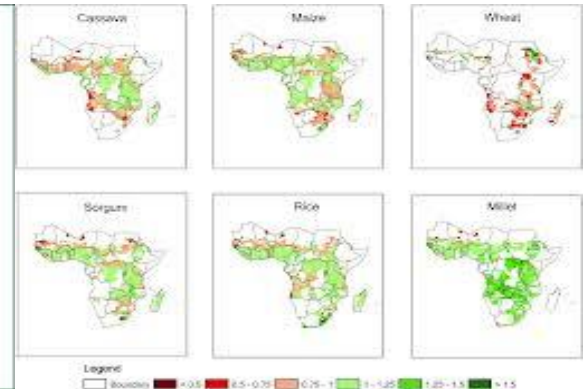 Cassava Maize Wheat
Sorgum Rice Millet
Legend
Boundary < 0.5 0.5 - 0.75 0.75 - 1 1 - 1.25 1.25 - 1.5 > 1.5